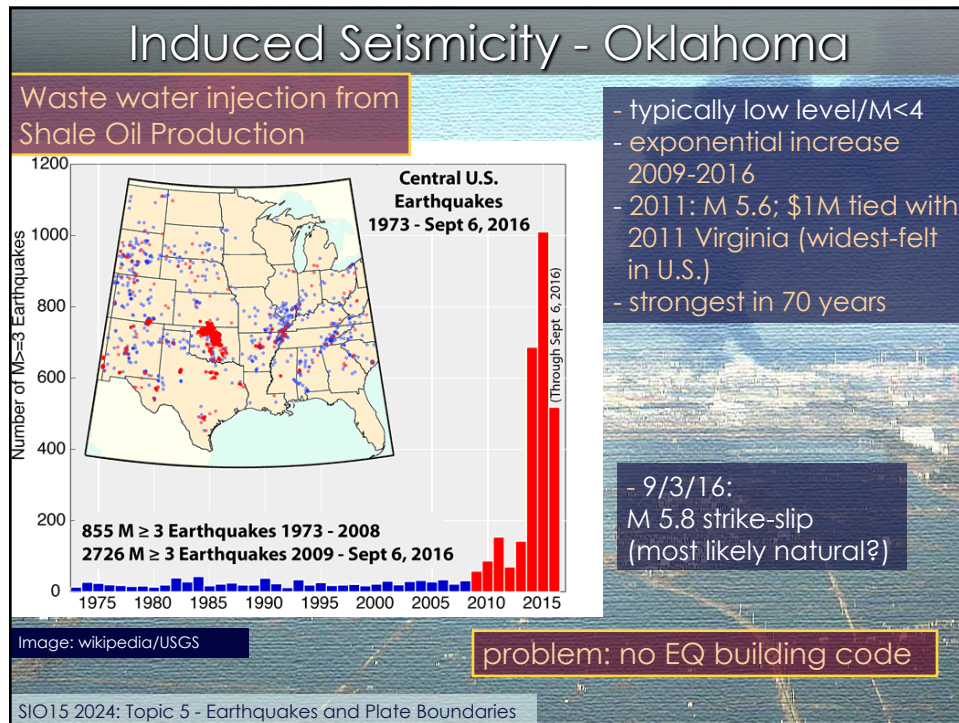 Induced Seismicity - Oklahoma
Waste water injection from
Shale Oil Production
- typically low level/M<4
- exponential increase
2009-2016
- 2011: M 5.6; $1M tied with
2011 Virginia (widest-felt
in U.S.)
- strongest in 70 years
Number of M>=3 Earthquakes
1200
1000
800
600
400
200
0
Central U.S.
Earthquakes
1973 - Sept 6, 2016
(Through Sept 6, 2016)
855 M ≥ 3 Earthquakes 1973 - 2008
2726 M ≥ 3 Earthquakes 2009 - Sept 6, 2016
1975 1980 1985 1990 1995 2000 2005 2010 2015
- 9/3/16:
M 5.8 strike-slip
(most likely natural?)
Image: wikipedia/USGS
problem: no EQ building code
SIO15 2024: Topic 5 - Earthquakes and Plate Boundaries